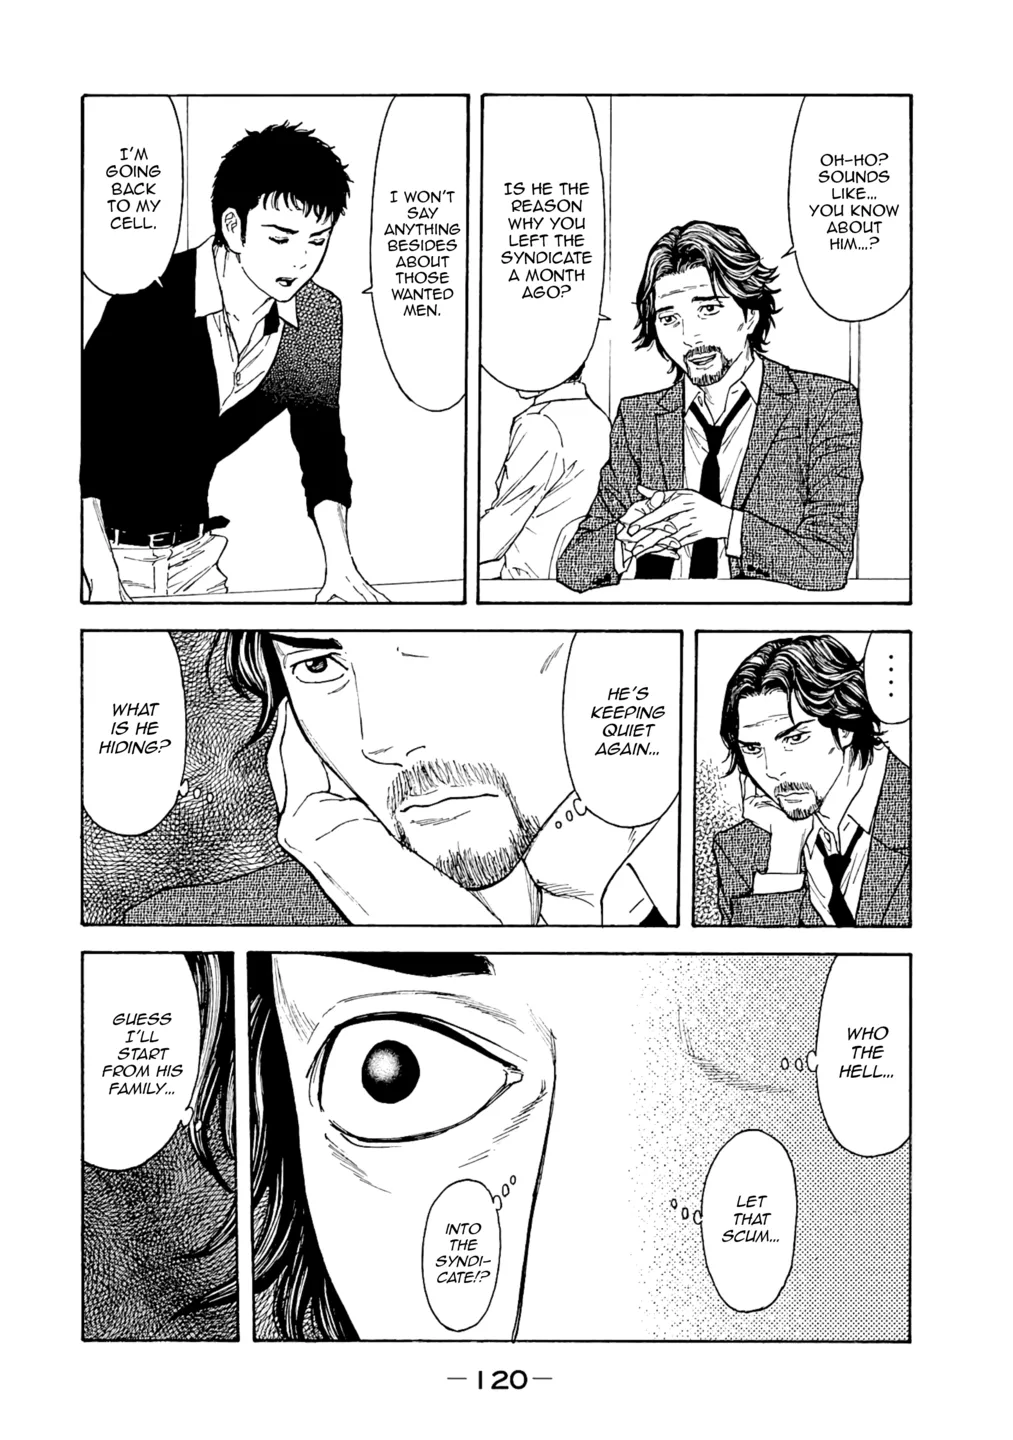 OH-HO?
SOUNDS
LIKE...
YOU KNOW
ABOUT
HIM...?
IS HE THE
REASON
WHY YOU
LEFT THE
SYNDICATE
A MONTH
AGO?
I WON'T
SAY
ANYTHING
BESIDES
ABOUT
THOSE
WANTED
MEN.
I'M
GOING
BACK
TO MY
CELL.
....
HE'S
KEEPING
QUIET
AGAIN...
WHAT
IS HE
HIDING?
WHO
THE
HELL...
LET
THAT
SCUM...
INTO
THE
SYNDI-
CATE!?
GUESS
I'LL
START
FROM HIS
FAMILY...
— 120 —